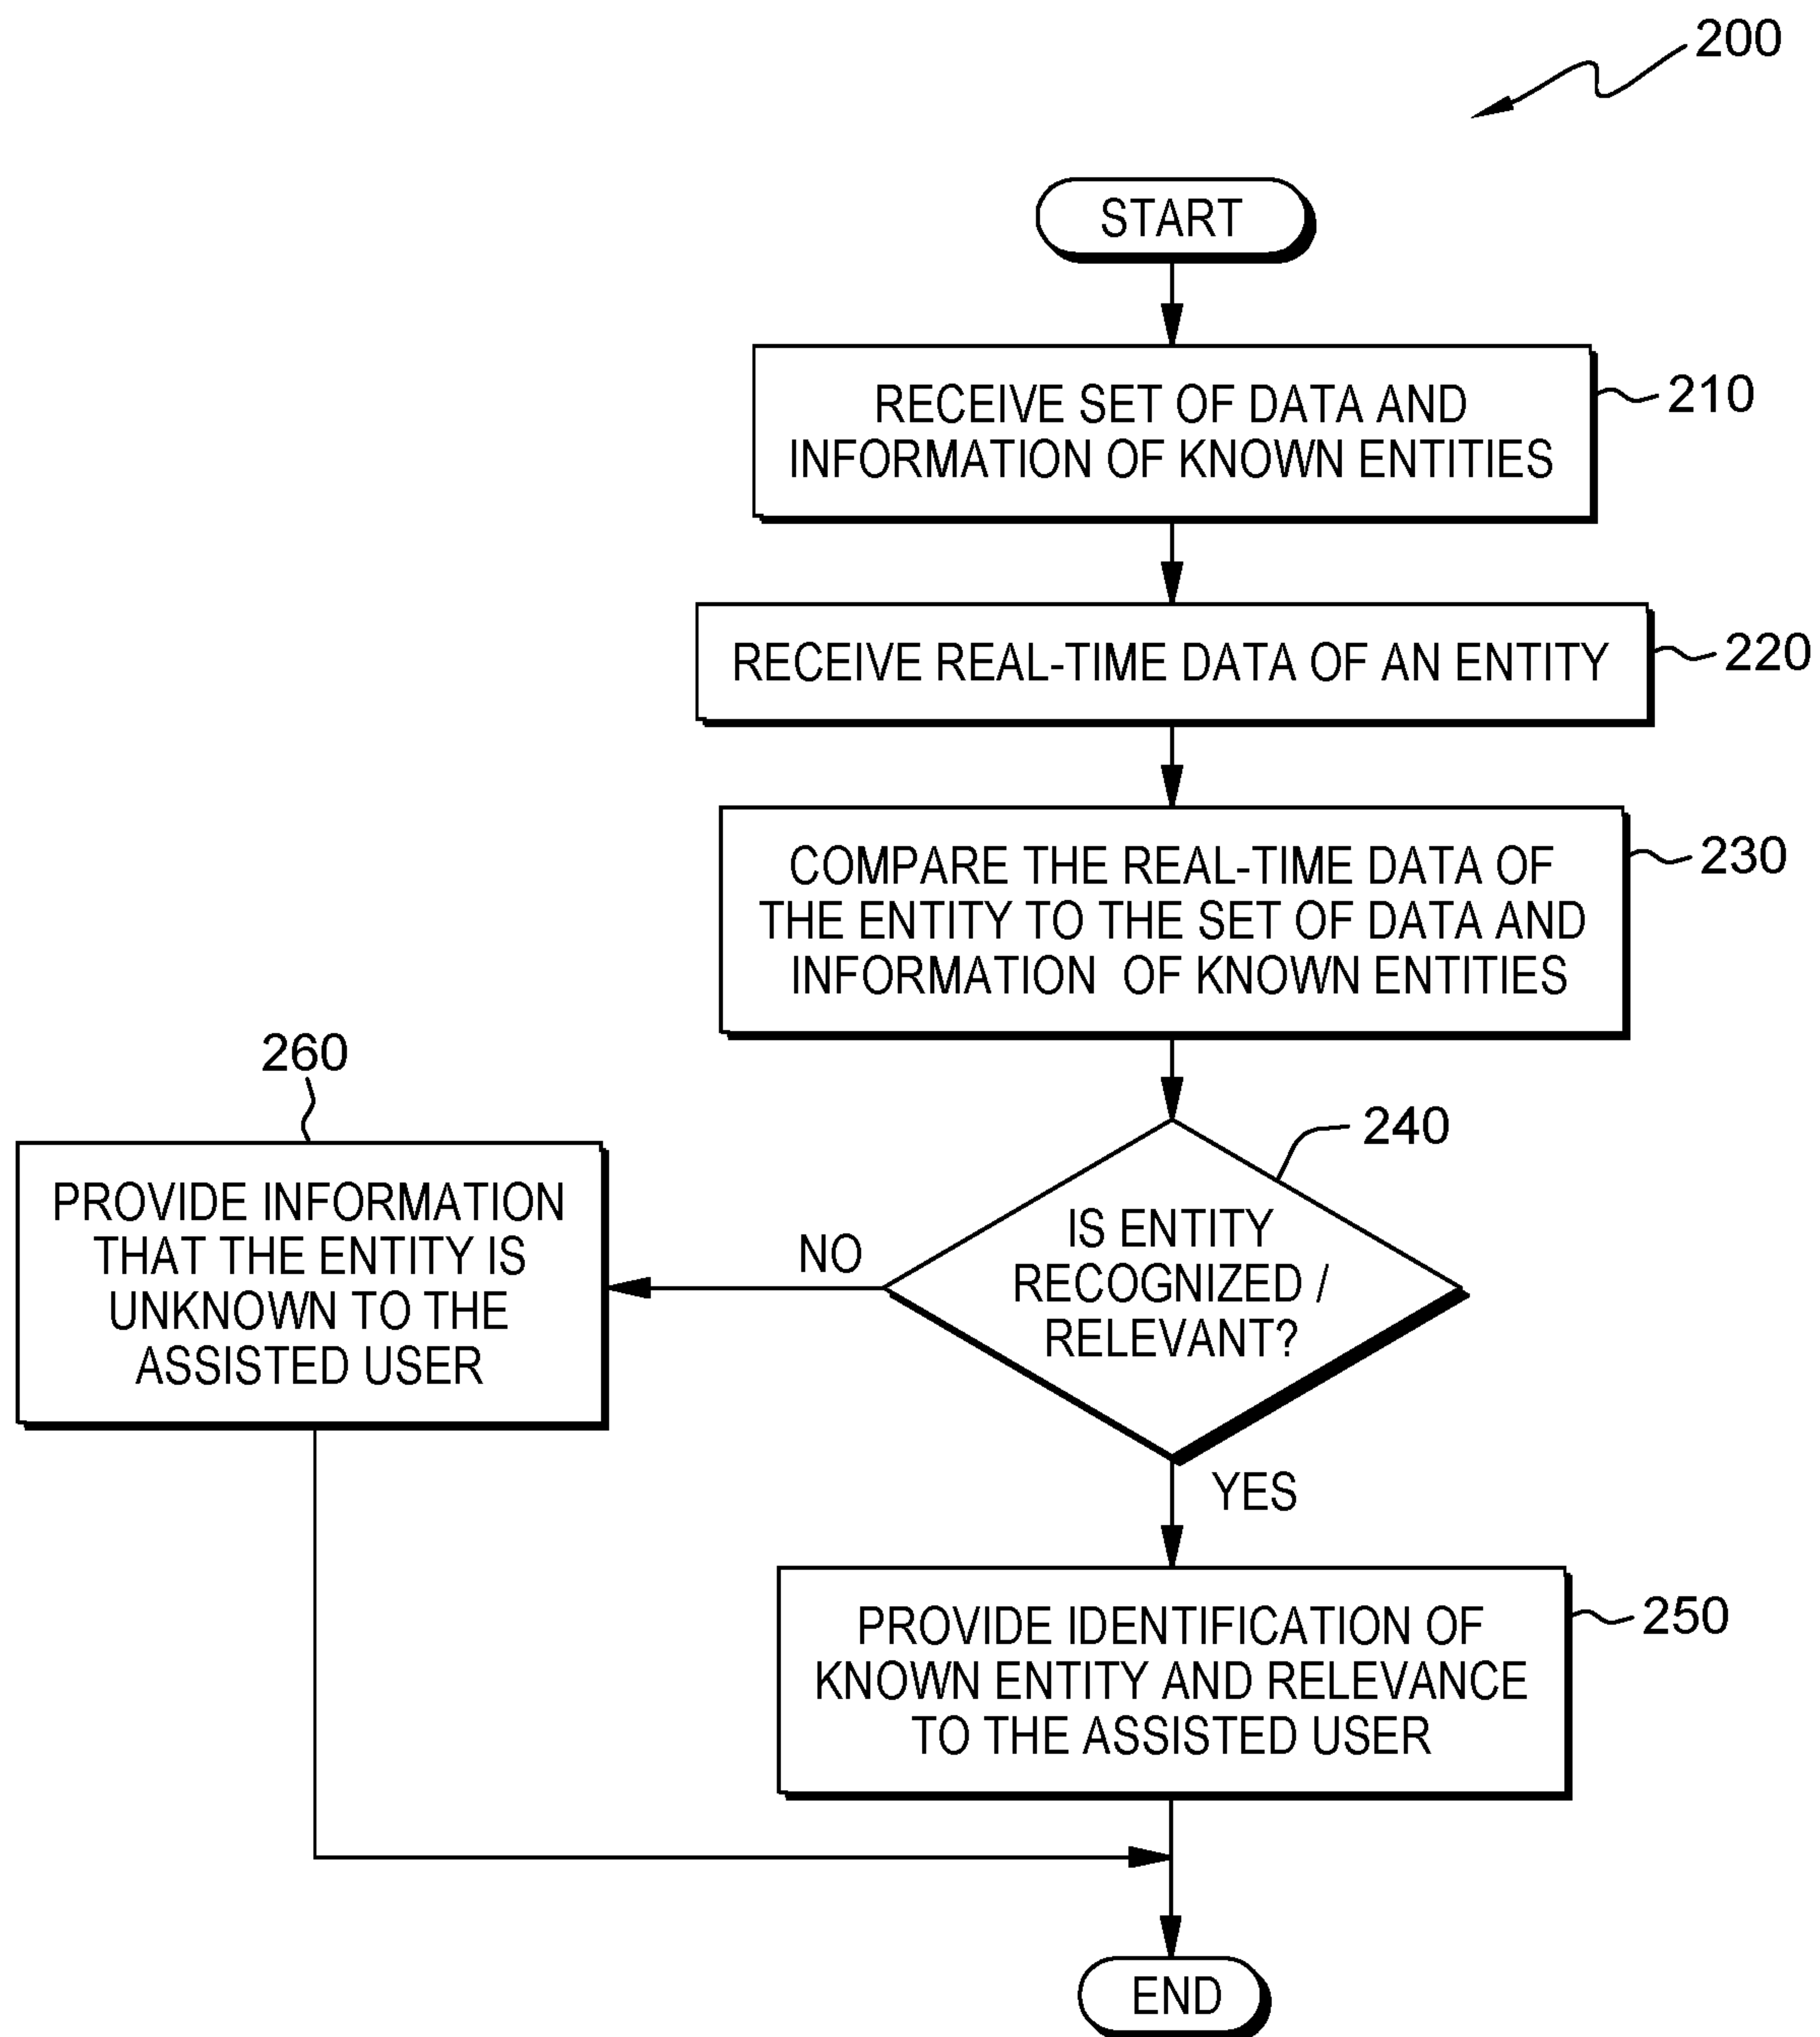 200
START
RECEIVE SET OF DATA AND
INFORMATION OF KNOWN ENTITIES
210
RECEIVE REAL-TIME DATA OF AN ENTITY
220
COMPARE THE REAL-TIME DATA OF
THE ENTITY TO THE SET OF DATA AND
INFORMATION OF KNOWN ENTITIES
230
240
IS ENTITY
RECOGNIZED /
RELEVANT?
NO
260
PROVIDE INFORMATION
THAT THE ENTITY IS
UNKNOWN TO THE
ASSISTED USER
YES
PROVIDE IDENTIFICATION OF
KNOWN ENTITY AND RELEVANCE
TO THE ASSISTED USER
250
END